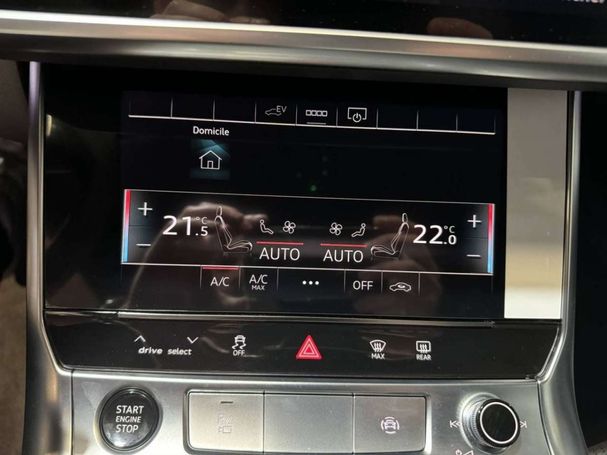 EV
Domicile
+ 21.5 °C 22.0 °C +
− AUTO AUTO −
A/C A/C MAX ••• OFF
drive select OFF MAX REAR
START
ENGINE
STOP